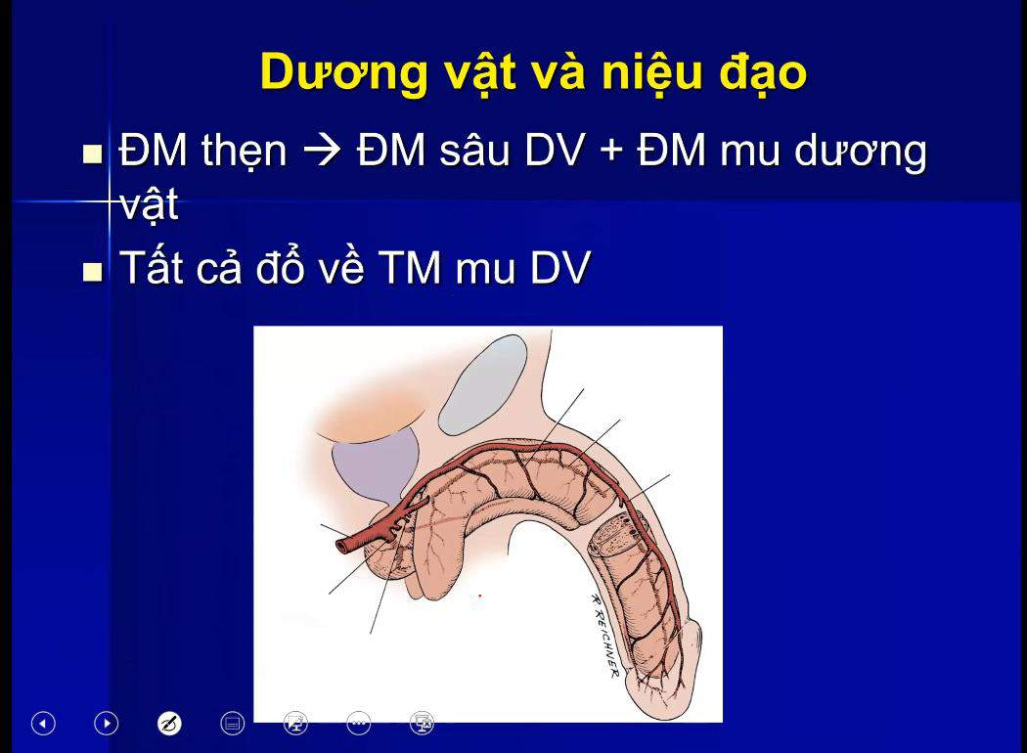 Dương vật và niệu đạo
ĐM thẹn → ĐM sâu DV + ĐM mu dương
vật
Tất cả đổ về TM mu DV
R REICHNER